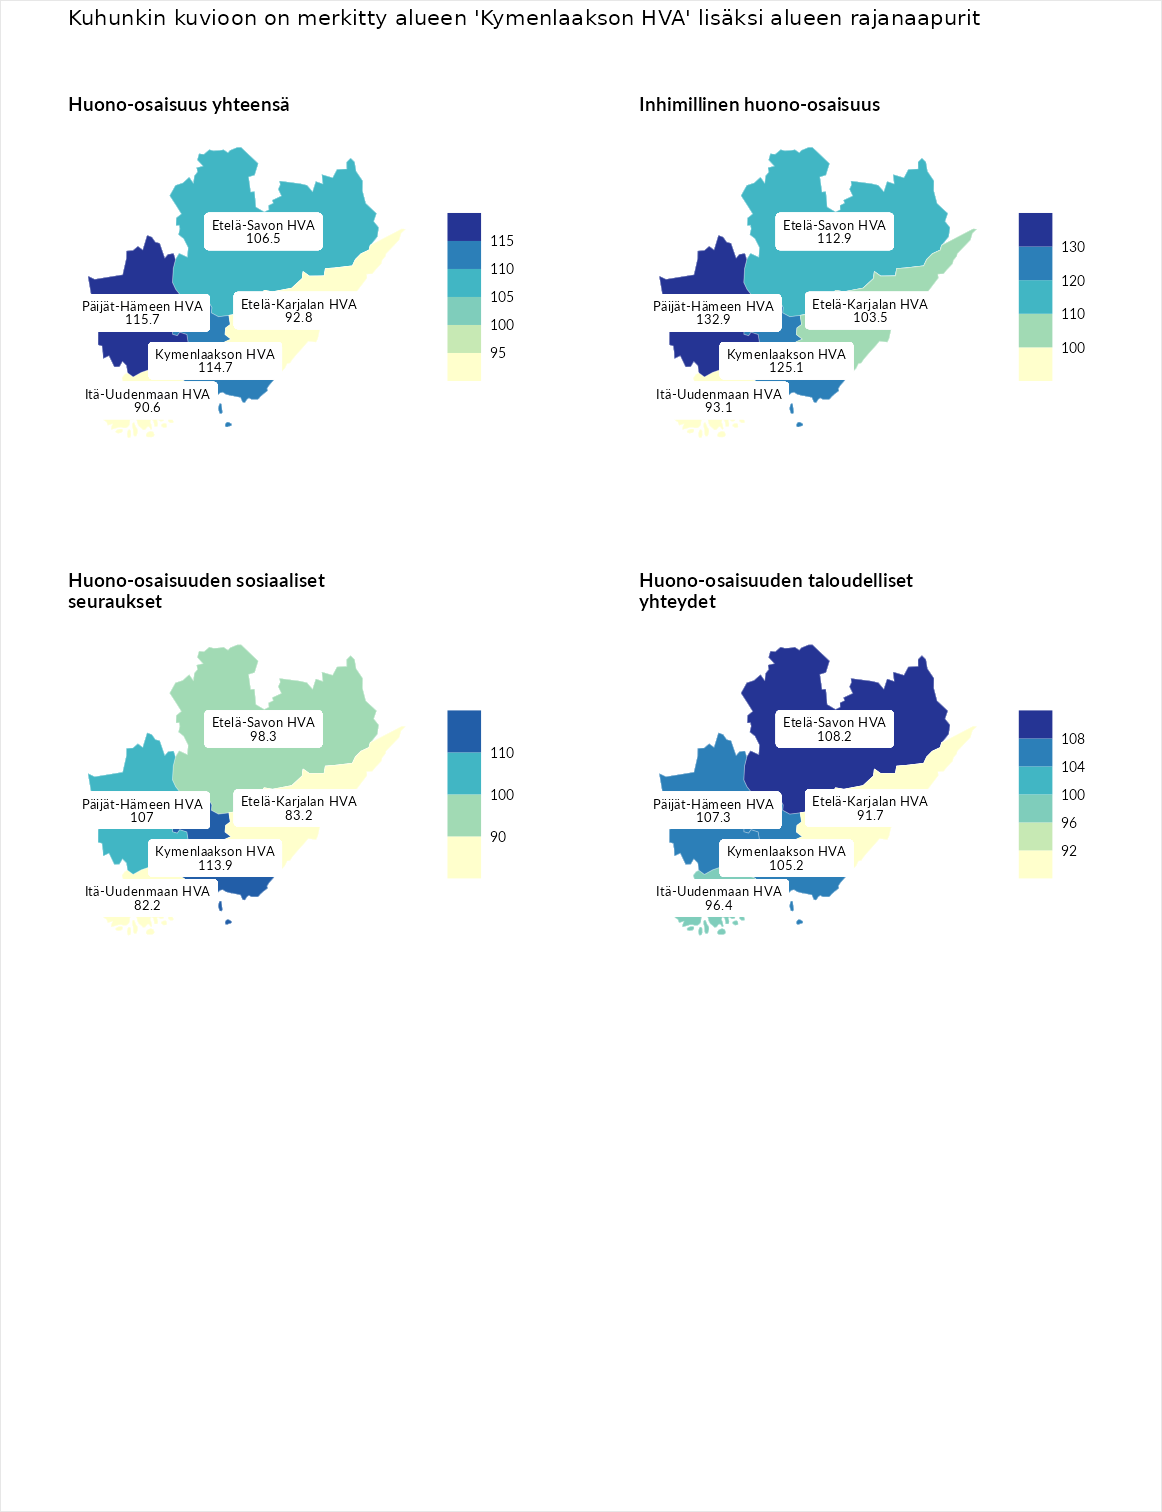 Kuhunkin kuvioon on merkitty alueen 'Kymenlaakson HVA' lisäksi alueen rajanaapurit
Huono-osaisuus yhteensä
Etelä-Savon HVA
106.5
Päijät-Hämeen HVA
115.7
Etelä-Karjalan HVA
92.8
Kymenlaakson HVA
114.7
Itä-Uudenmaan HVA
90.6
115
110
105
100
95
Inhimillinen huono-osaisuus
Etelä-Savon HVA
112.9
Päijät-Hämeen HVA
132.9
Etelä-Karjalan HVA
103.5
Kymenlaakson HVA
125.1
Itä-Uudenmaan HVA
93.1
130
120
110
100
Huono-osaisuuden sosiaaliset
seuraukset
Etelä-Savon HVA
98.3
Päijät-Hämeen HVA
107
Etelä-Karjalan HVA
83.2
Kymenlaakson HVA
113.9
Itä-Uudenmaan HVA
82.2
110
100
90
Huono-osaisuuden taloudelliset
yhteydet
Etelä-Savon HVA
108.2
Päijät-Hämeen HVA
107.3
Etelä-Karjalan HVA
91.7
Kymenlaakson HVA
105.2
Itä-Uudenmaan HVA
96.4
108
104
100
96
92